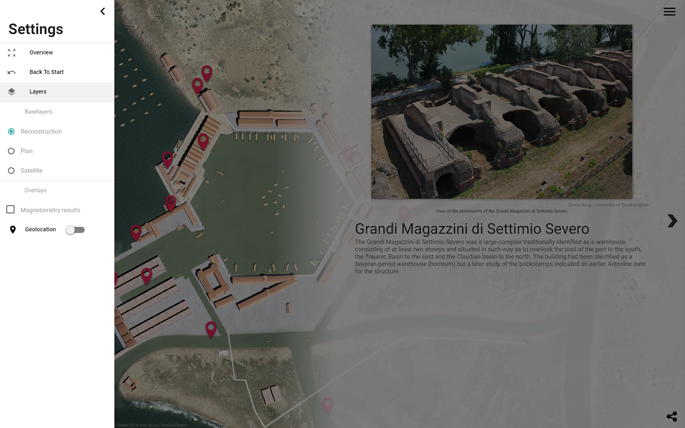 Settings
Overview
Back To Start
Layers
Baselayers
Reconstruction
Plan
Satellite
Overlays
Magnetometry results
Geolocation
Simon Keay - University of Southampton
View of the storerooms of the Grandi Magazzini di Settimio Severo
Grandi Magazzini di Settimio Severo
The Grandi Magazzini di Settimio Severo was a large complex traditionally identified as a warehouse
consisting of at least two storeys and situated in such way as to overlook the pool of the port to the south,
the Trajanic Basin to the east and the Claudian basin to the north. The building had been identified as a
Severan period warehouse (horreum) but a later study of the brickstamps indicated an earlier Antonine date
for the structure.